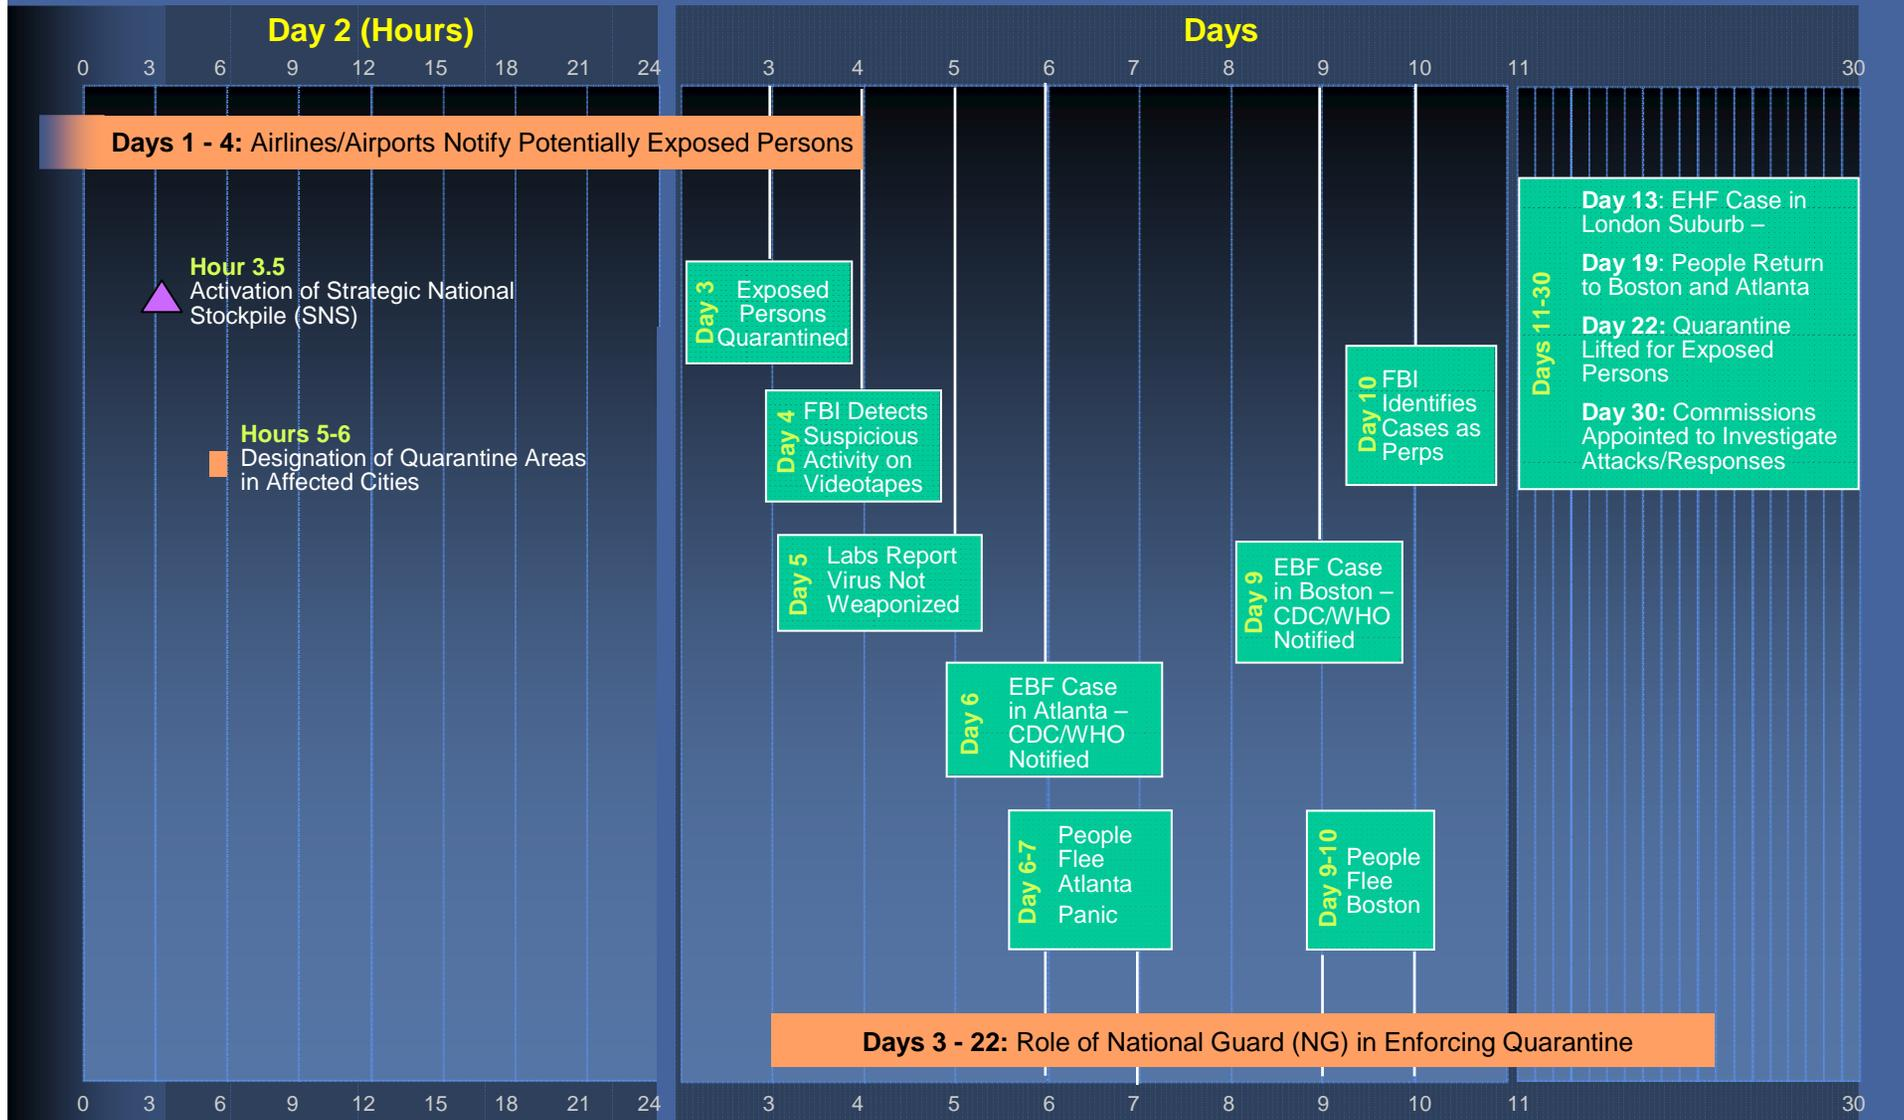 Day 2 (Hours)
Days
0 3 6 9 12 15 18 21 24 3 4 5 6 7 8 9 10 11 30
Days 1 - 4: Airlines/Airports Notify Potentially Exposed Persons
Hour 3.5
Activation of Strategic National
Stockpile (SNS)
Hours 5-6
Designation of Quarantine Areas
in Affected Cities
Day 3
Exposed
Persons
Quarantined
Day 4
FBI Detects
Suspicious
Activity on
Videotapes
Day 5
Labs Report
Virus Not
Weaponized
Day 6
EBF Case
in Atlanta –
CDC/WHO
Notified
Day 6-7
People
Flee
Atlanta
Panic
Day 9
EBF Case
in Boston –
CDC/WHO
Notified
Day 9-10
People
Flee
Boston
Day 10
FBI
Identifies
Cases as
Perps
Days 11-30
Day 13: EHF Case in
London Suburb –
Day 19: People Return
to Boston and Atlanta
Day 22: Quarantine
Lifted for Exposed
Persons
Day 30: Commissions
Appointed to Investigate
Attacks/Responses
Days 3 - 22: Role of National Guard (NG) in Enforcing Quarantine
0 3 6 9 12 15 18 21 24 3 4 5 6 7 8 9 10 11 30